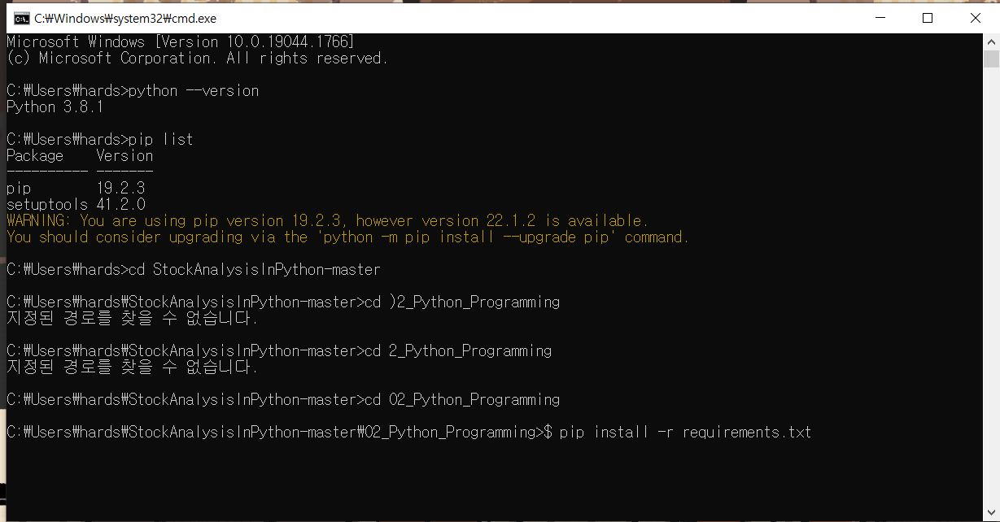 C:₩Windows₩system32₩cmd.exe
Microsoft Windows [Version 10.0.19044.1766]
(c) Microsoft Corporation. All rights reserved.
C:₩Users₩hards>python --version
Python 3.8.1
C:₩Users₩hards>pip list
Package    Version
---------- -------
pip        19.2.3
setuptools 41.2.0
WARNING: You are using pip version 19.2.3, however version 22.1.2 is available.
You should consider upgrading via the 'python -m pip install --upgrade pip' command.
C:₩Users₩hards>cd StockAnalysisInPython-master
C:₩Users₩hards₩StockAnalysisInPython-master>cd )2_Python_Programming
지정된 경로를 찾을 수 없습니다.
C:₩Users₩hards₩StockAnalysisInPython-master>cd 2_Python_Programming
지정된 경로를 찾을 수 없습니다.
C:₩Users₩hards₩StockAnalysisInPython-master>cd 02_Python_Programming
C:₩Users₩hards₩StockAnalysisInPython-master₩02_Python_Programming>$ pip install -r requirements.txt